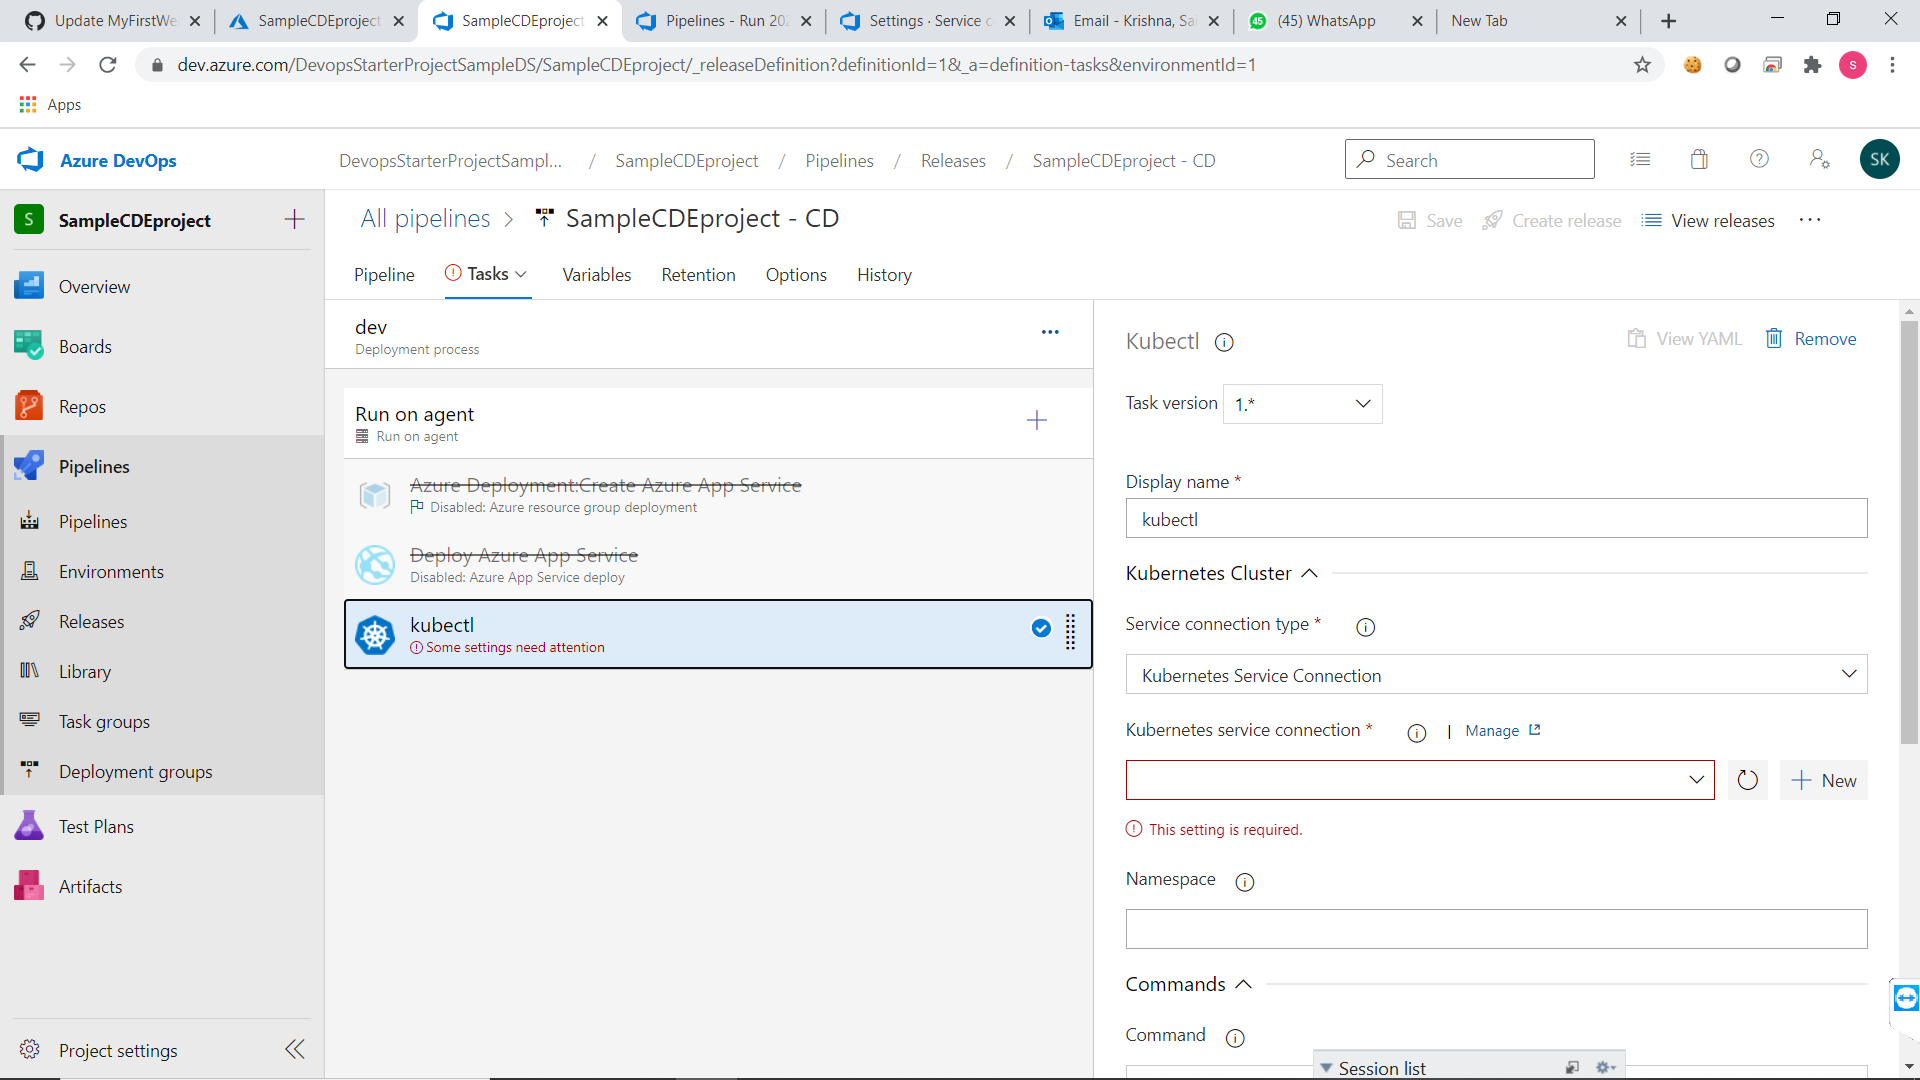 Update MyFirstWe
SampleCDEproject
SampleCDEproject
Pipelines - Run 202
Settings · Service c
Email - Krishna, Sai
(45) WhatsApp
New Tab
dev.azure.com/DevopsStarterProjectSampleDS/SampleCDEproject/_releaseDefinition?definitionId=1&_a=definition-tasks&environmentId=1
S
Apps
Azure DevOps
DevopsStarterProjectSampl... / SampleCDEproject / Pipelines / Releases / SampleCDEproject - CD
Search
SK
S
SampleCDEproject
Overview
Boards
Repos
Pipelines
Pipelines
Environments
Releases
Library
Task groups
Deployment groups
Test Plans
Artifacts
Project settings
All pipelines > SampleCDEproject - CD
Save
Create release
View releases
Pipeline
Tasks
Variables
Retention
Options
History
dev
Deployment process
Run on agent
Run on agent
Azure Deployment:Create Azure App Service
Disabled: Azure resource group deployment
Deploy Azure App Service
Disabled: Azure App Service deploy
kubectl
Some settings need attention
Kubectl
View YAML
Remove
Task version 1.*
Display name *
kubectl
Kubernetes Cluster
Service connection type *
Kubernetes Service Connection
Kubernetes service connection * | Manage
New
This setting is required.
Namespace
Commands
Command
Session list